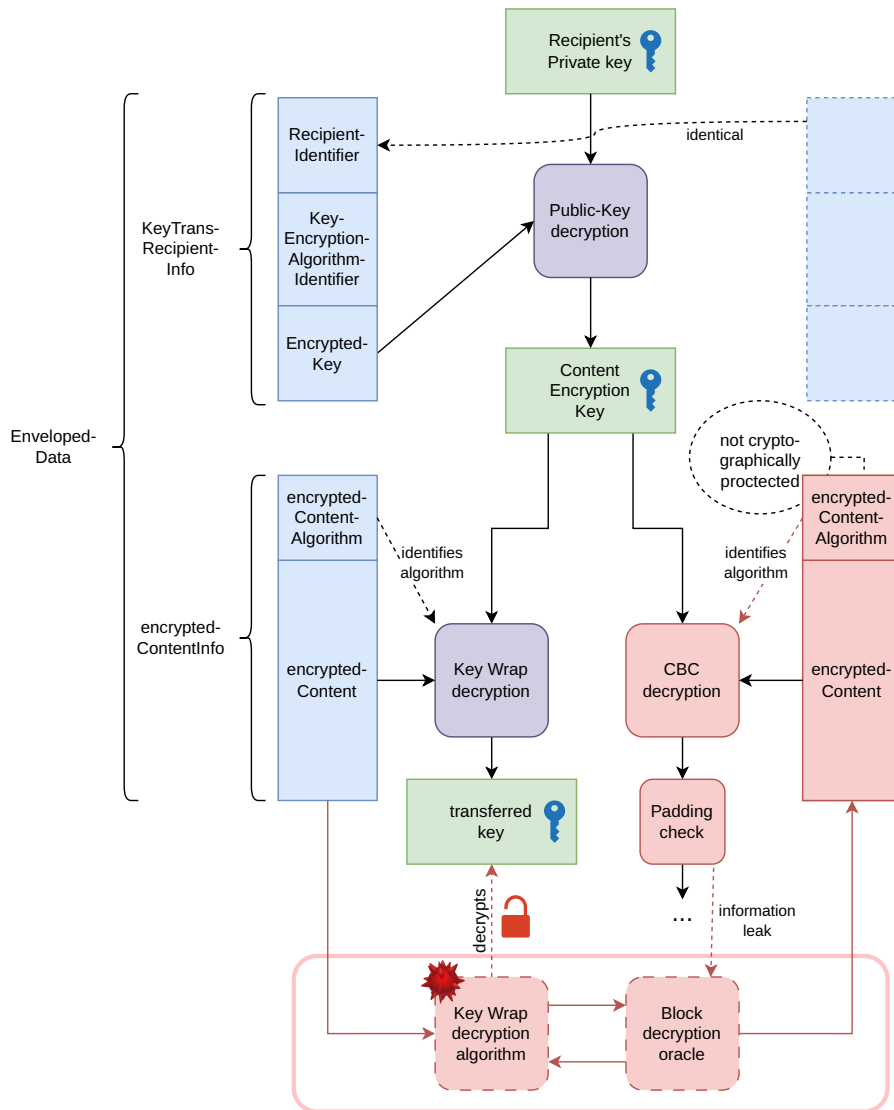 Recipient's
Private key
Recipient-
Identifier
identical
KeyTrans-
Recipient-
Info
Key-
Encryption-
Algorithm-
Identifier
Public-Key
decryption
Encrypted-
Key
Content
Encryption
Key
Enveloped-
Data
not crypto-
graphically
proctected
encrypted-
Content-
Algorithm
identifies
algorithm
identifies
algorithm
encrypted-
Content-
Algorithm
encrypted-
ContentInfo
encrypted-
Content
Key Wrap
decryption
CBC
decryption
encrypted-
Content
transferred
key
Padding
check
...
decrypts
information
leak
Key Wrap
decryption
algorithm
Block
decryption
oracle